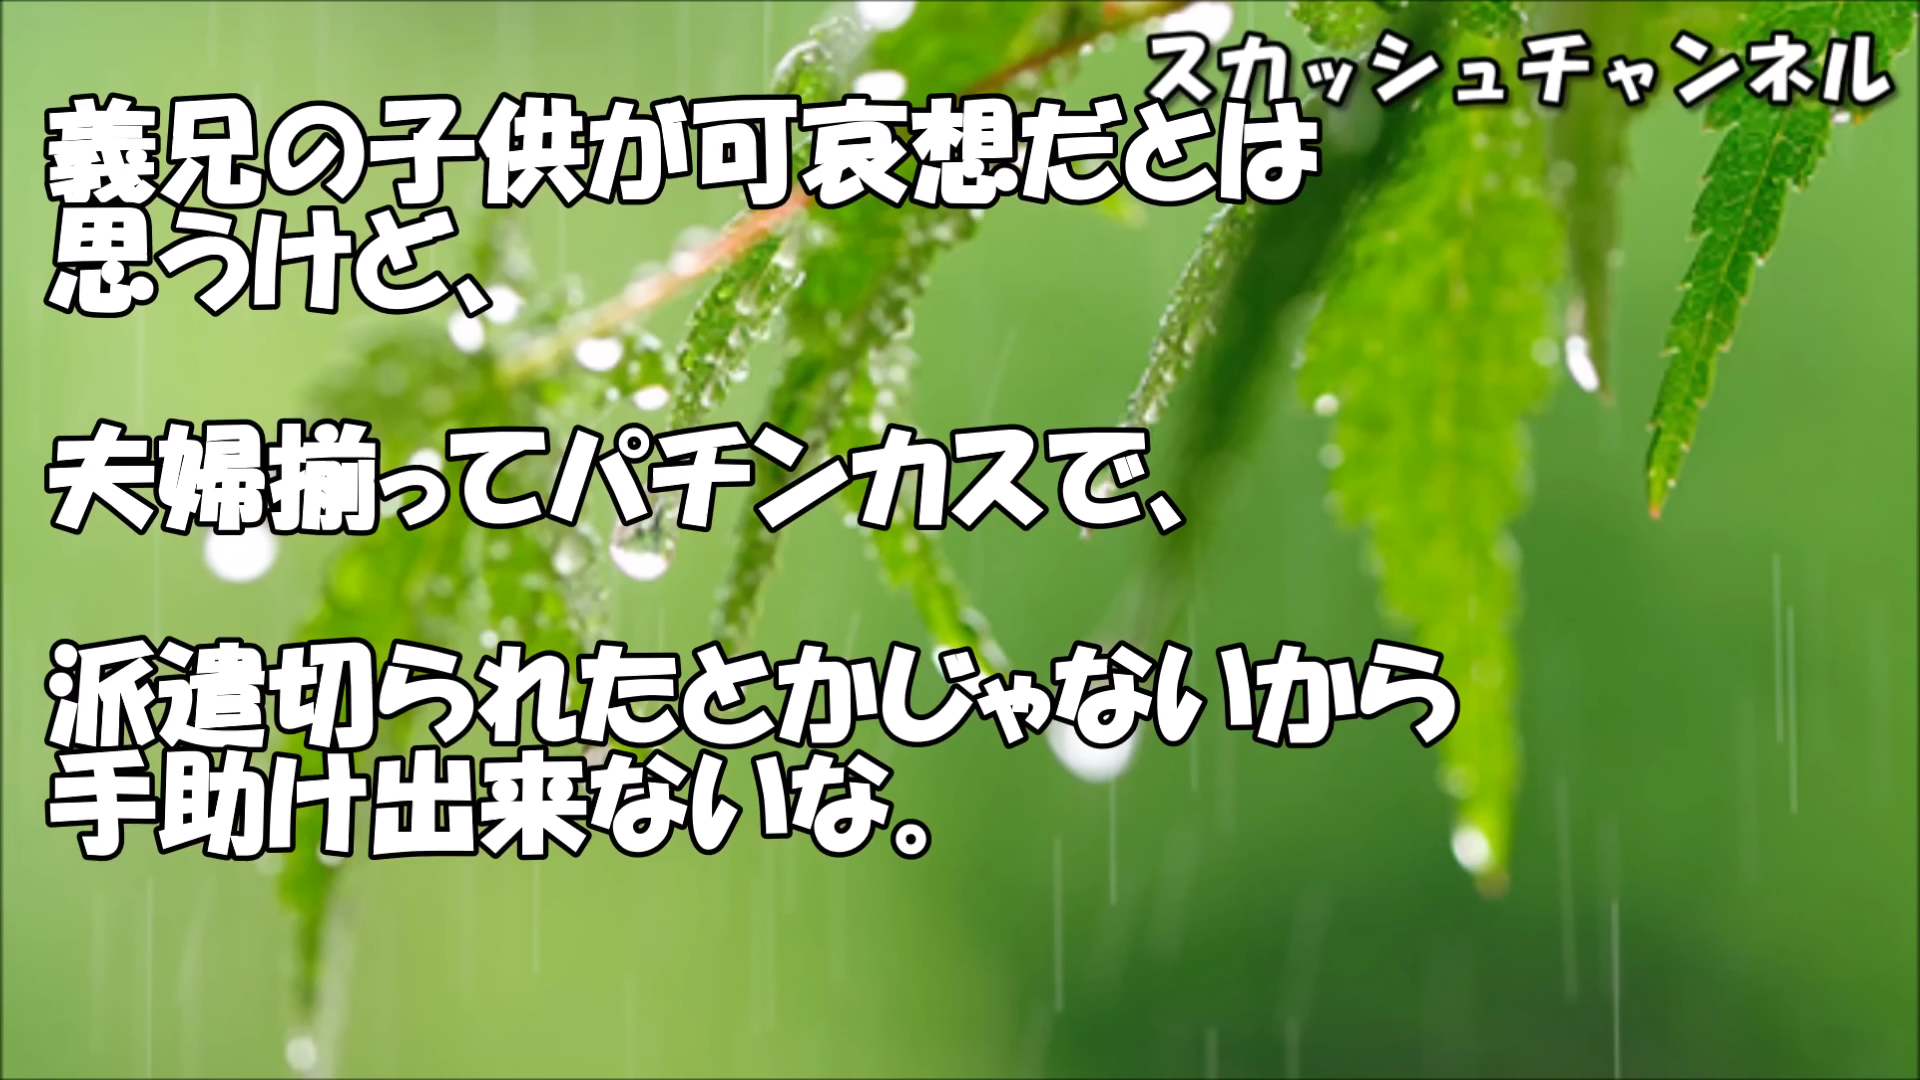 スカッシュチャンネル
義兄の子供が可哀想だとは
思うけど、
夫婦揃ってパチンカスで、
派遣切られたとかじゃないから
手助け出来ないな。